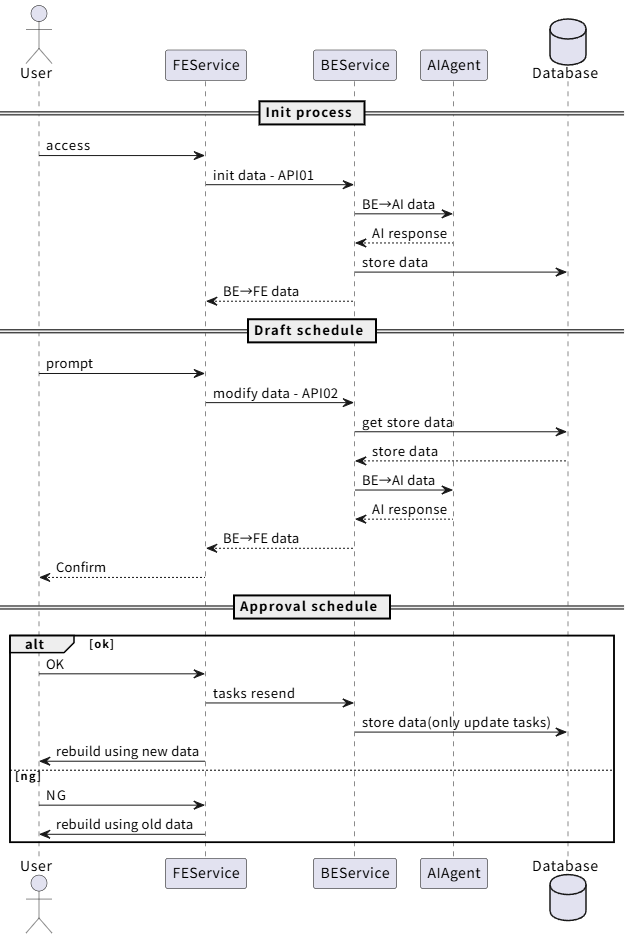 User
FEService
BEService
AIAgent
Database
Init process
access
init data - API01
BE→AI data
AI response
store data
BE→FE data
Draft schedule
prompt
modify data - API02
get store data
store data
BE→AI data
AI response
BE→FE data
Confirm
Approval schedule
alt [ok]
OK
tasks resend
store data(only update tasks)
rebuild using new data
[ng]
NG
rebuild using old data
User
FEService
BEService
AIAgent
Database